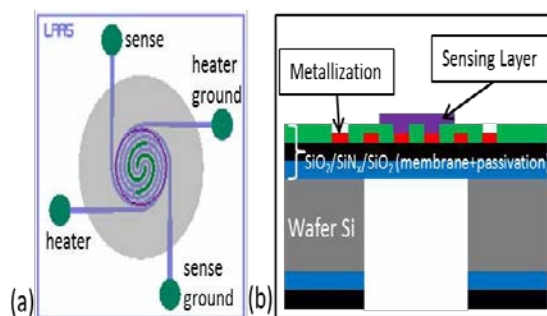 LAAS
sense
heater
ground
heater
sense
ground
(a)
Metallization
Sensing Layer
SiO₂/SiNₓ/SiO₂ (membrane+passivation)
Wafer Si
(b)